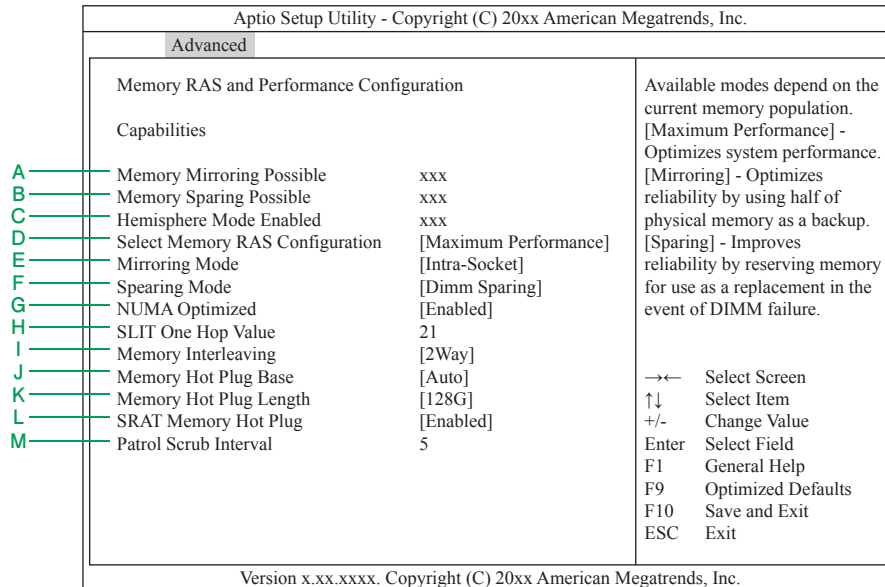 Aptio Setup Utility - Copyright (C) 20xx American Megatrends, Inc.
Advanced
Memory RAS and Performance Configuration
Capabilities
A Memory Mirroring Possible xxx
B Memory Sparing Possible xxx
C Hemisphere Mode Enabled xxx
D Select Memory RAS Configuration [Maximum Performance]
E Mirroring Mode [Intra-Socket]
F Spearing Mode [Dimm Sparing]
G NUMA Optimized [Enabled]
H SLIT One Hop Value 21
I Memory Interleaving [2Way]
J Memory Hot Plug Base [Auto]
K Memory Hot Plug Length [128G]
L SRAT Memory Hot Plug [Enabled]
M Patrol Scrub Interval 5
Available modes depend on the
current memory population.
[Maximum Performance] -
Optimizes system performance.
[Mirroring] - Optimizes
reliability by using half of
physical memory as a backup.
[Sparing] - Improves
reliability by reserving memory
for use as a replacement in the
event of DIMM failure.
→← Select Screen
↑↓ Select Item
+/- Change Value
Enter Select Field
F1 General Help
F9 Optimized Defaults
F10 Save and Exit
ESC Exit
Version x.xx.xxxx. Copyright (C) 20xx American Megatrends, Inc.